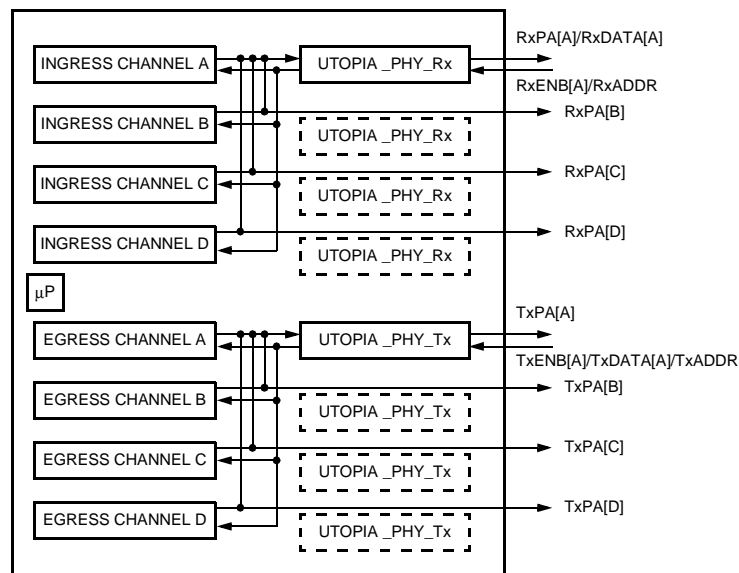 RxPA[A]/RxDATA[A]
INGRESS CHANNEL A
UTOPIA _PHY_Rx
RxENB[A]/RxADDR
RxPA[B]
INGRESS CHANNEL B
UTOPIA _PHY_Rx
RxPA[C]
INGRESS CHANNEL C
UTOPIA _PHY_Rx
RxPA[D]
INGRESS CHANNEL D
UTOPIA _PHY_Rx
μP
TxPA[A]
EGRESS CHANNEL A
UTOPIA _PHY_Tx
TxENB[A]/TxDATA[A]/TxADDR
TxPA[B]
EGRESS CHANNEL B
UTOPIA _PHY_Tx
TxPA[C]
EGRESS CHANNEL C
UTOPIA _PHY_Tx
TxPA[D]
EGRESS CHANNEL D
UTOPIA _PHY_Tx